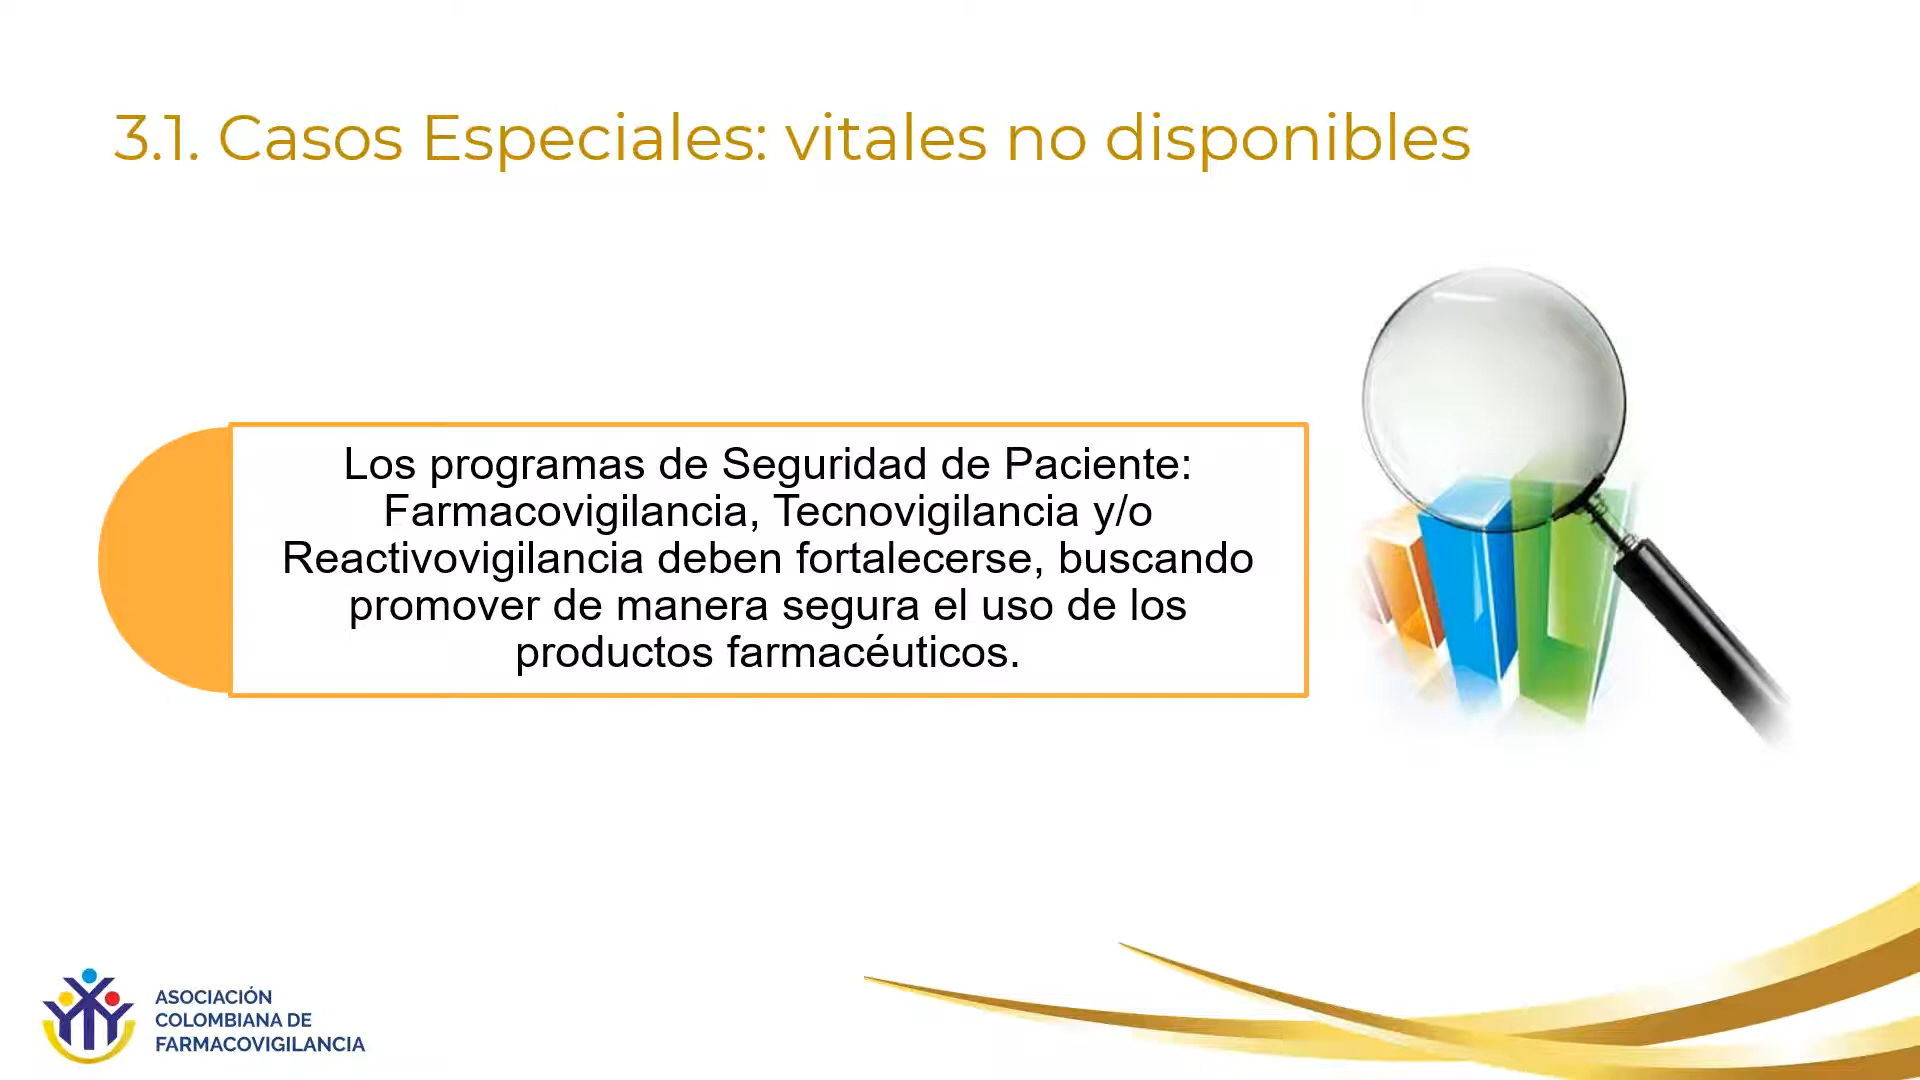 3.1. Casos Especiales: vitales no disponibles
Los programas de Seguridad de Paciente:
Farmacovigilancia, Tecnovigilancia y/o
Reactivovigilancia deben fortalecerse, buscando
promover de manera segura el uso de los
productos farmacéuticos.
ASOCIACIÓN
COLOMBIANA DE
FARMACOVIGILANCIA